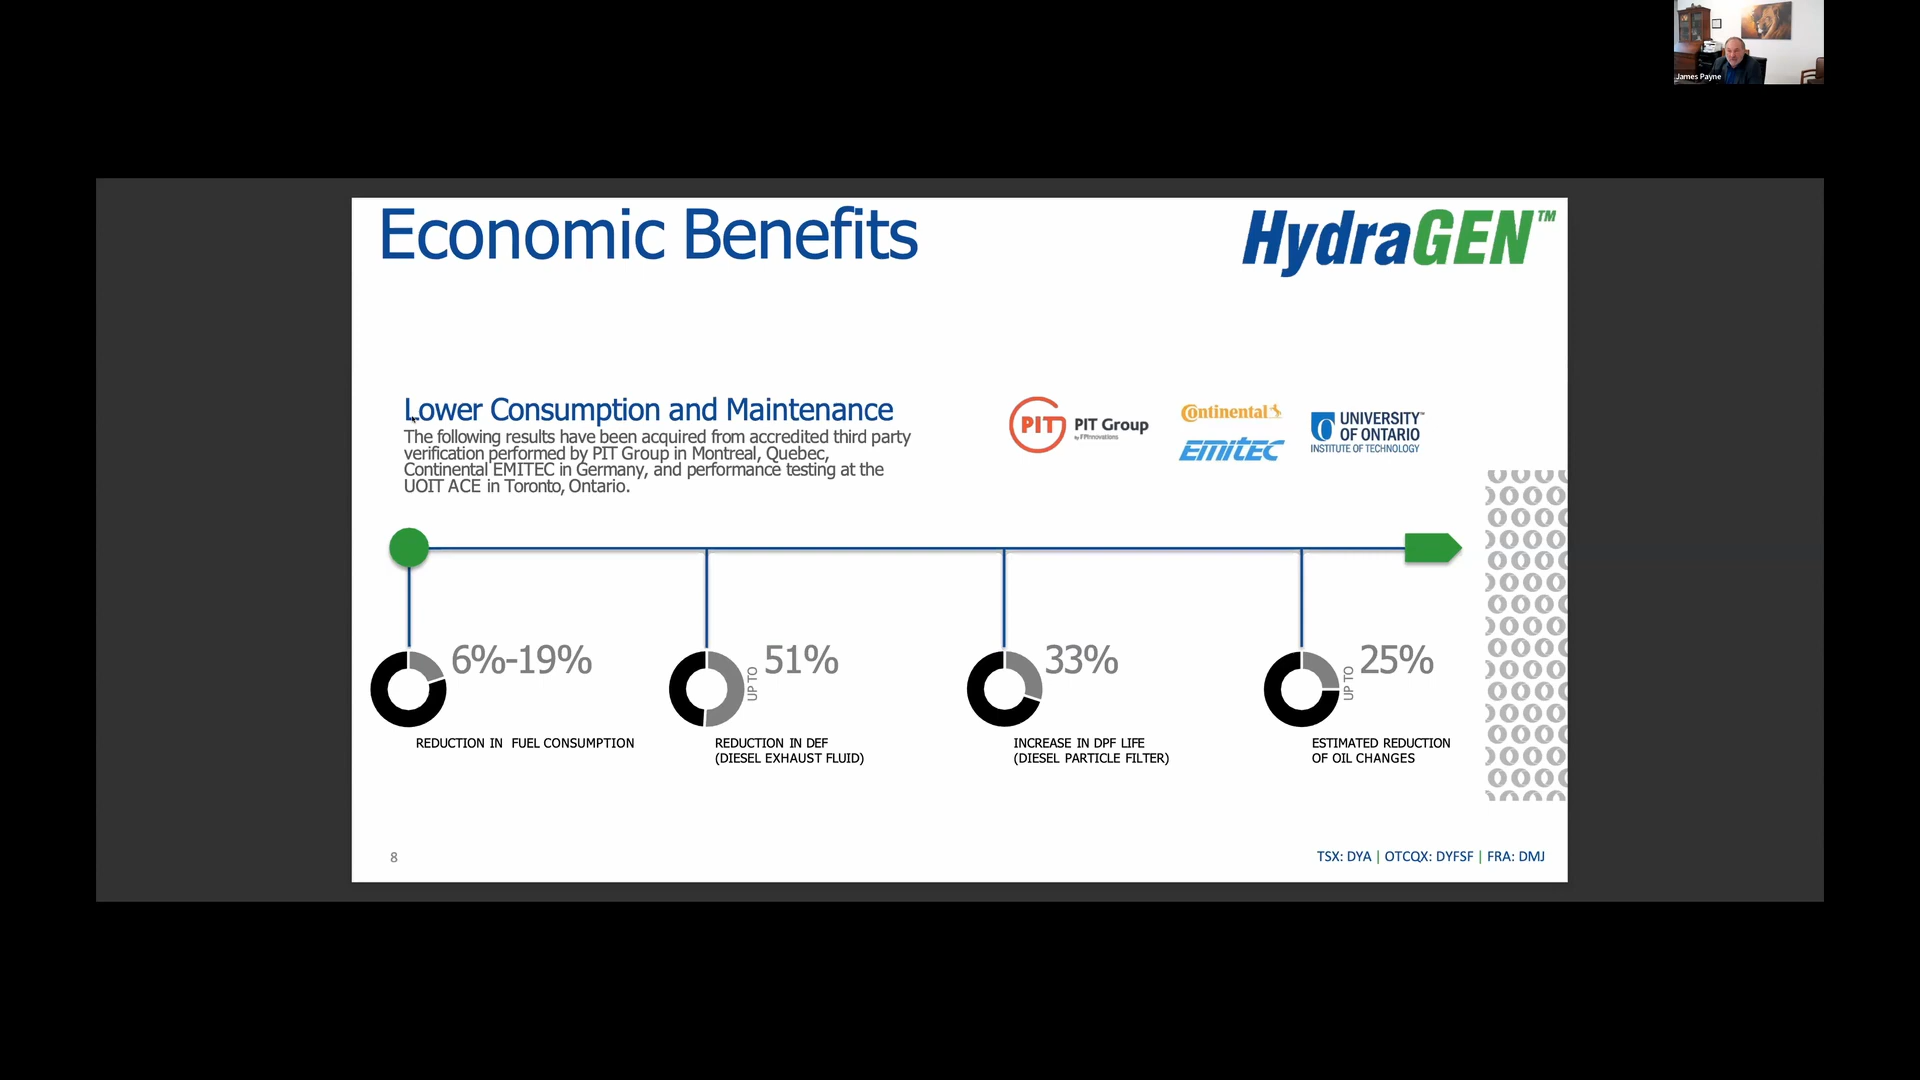 James Payne
Economic Benefits
HydraGEN™
Lower Consumption and Maintenance
The following results have been acquired from accredited third party
verification performed by PIT Group in Montreal, Quebec,
Continental EMITEC in Germany, and performance testing at the
UOIT ACE in Toronto, Ontario.
PIT
PIT Group
by FPInnovations
Continental
EMITEC
UNIVERSITY™
OF ONTARIO
INSTITUTE OF TECHNOLOGY
6%-19%
REDUCTION IN  FUEL CONSUMPTION
UP TO
51%
REDUCTION IN DEF
(DIESEL EXHAUST FLUID)
33%
INCREASE IN DPF LIFE
(DIESEL PARTICLE FILTER)
UP TO
25%
ESTIMATED REDUCTION
OF OIL CHANGES
8
TSX: DYA | OTCQX: DYFSF | FRA: DMJ